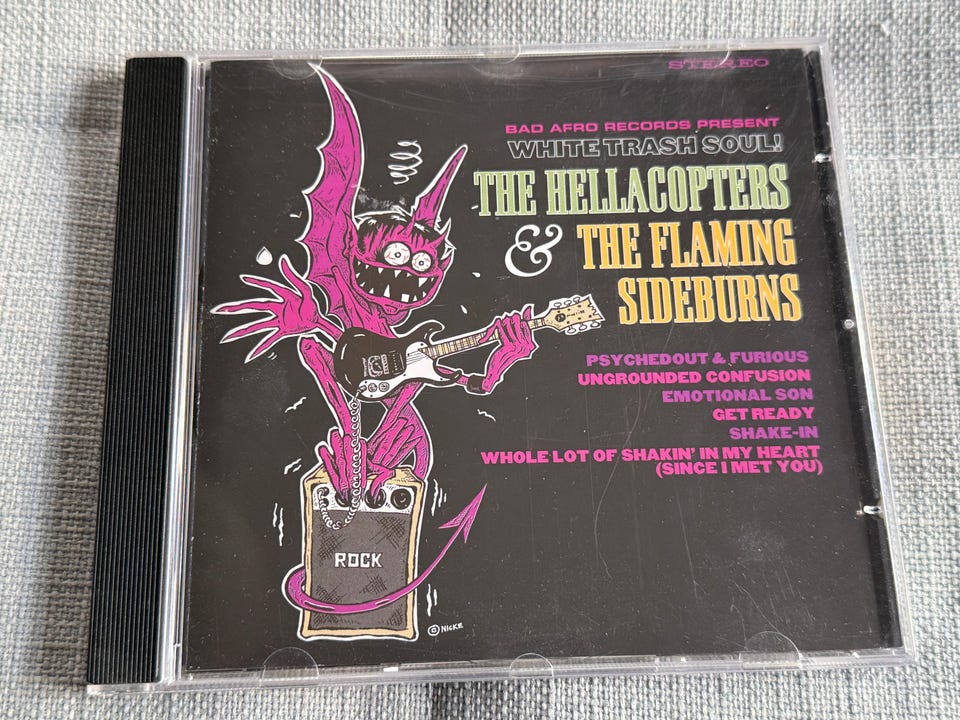 STEREO
BAD AFRO RECORDS PRESENT
WHITE TRASH SOUL!
THE HELLACOPTERS
& THE FLAMING
SIDEBURNS
PSYCHEDOUT & FURIOUS
UNGROUNDED CONFUSION
EMOTIONAL SON
GET READY
SHAKE-IN
WHOLE LOT OF SHAKIN' IN MY HEART
(SINCE I MET YOU)
ROCK
© NICKE